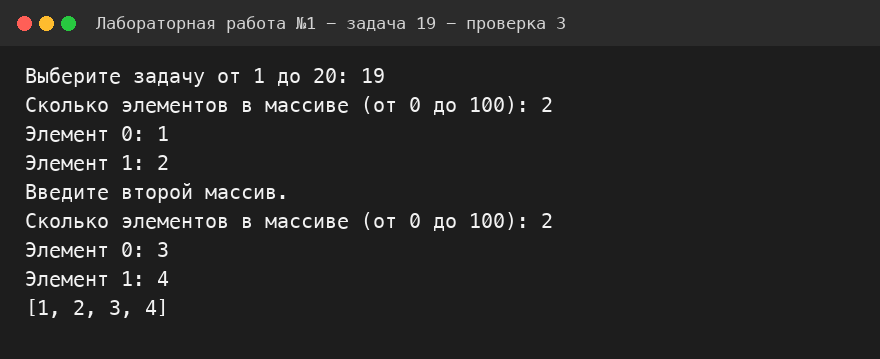 Лабораторная работа №1 — задача 19 — проверка 3
Выберите задачу от 1 до 20: 19
Сколько элементов в массиве (от 0 до 100): 2
Элемент 0: 1
Элемент 1: 2
Введите второй массив.
Сколько элементов в массиве (от 0 до 100): 2
Элемент 0: 3
Элемент 1: 4
[1, 2, 3, 4]